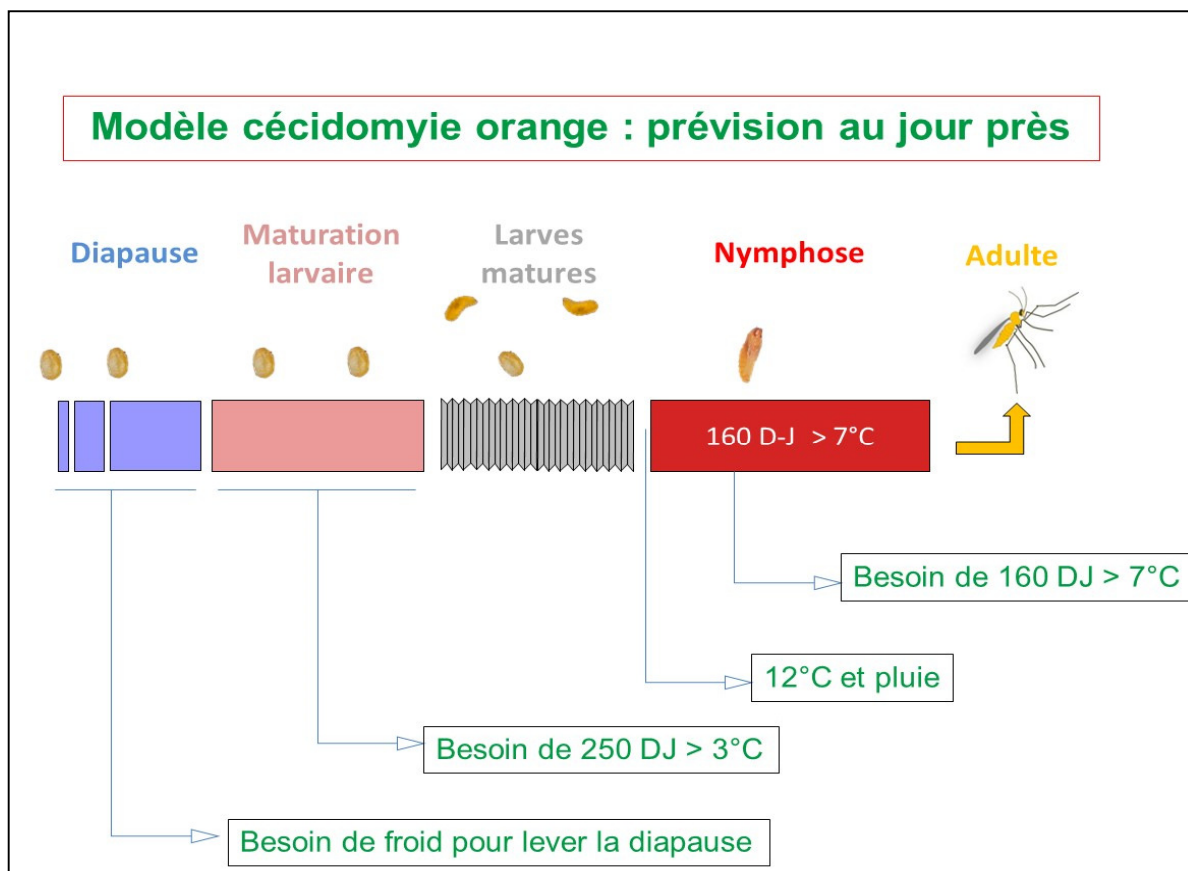 Modèle cécidomyie orange : prévision au jour près
Diapause
Maturation
larvaire
Larves
matures
Nymphose
Adulte
160 D-J > 7°C
Besoin de 160 DJ > 7°C
12°C et pluie
Besoin de 250 DJ > 3°C
Besoin de froid pour lever la diapause